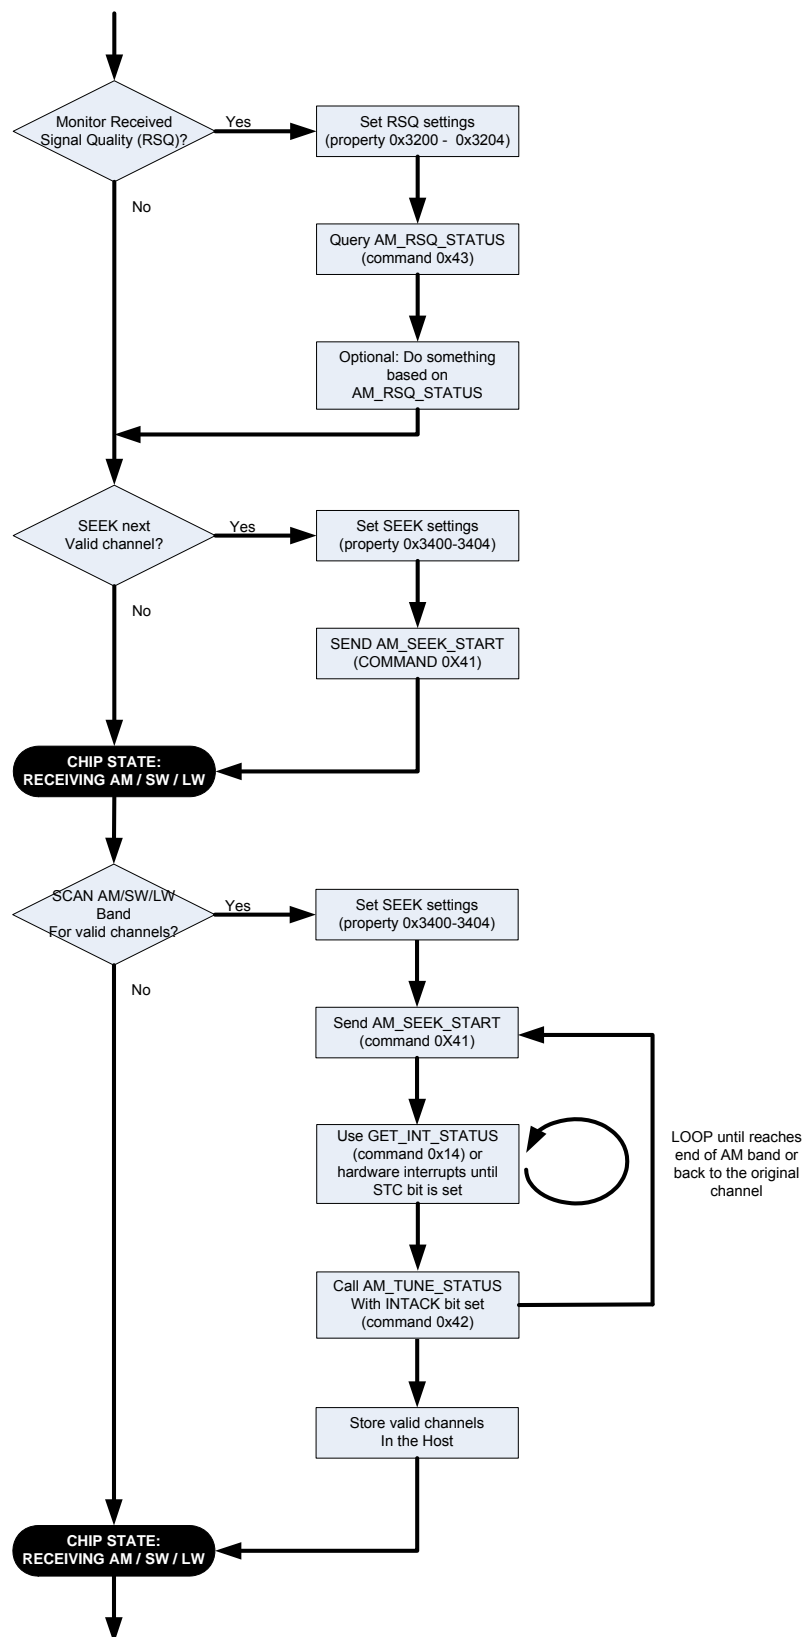 Monitor Received
Signal Quality (RSQ)?
Yes
Set RSQ settings
(property 0x3200 - 0x3204)
No
Query AM_RSQ_STATUS
(command 0x43)
Optional: Do something
based on
AM_RSQ_STATUS
SEEK next
Valid channel?
Yes
Set SEEK settings
(property 0x3400-3404)
No
SEND AM_SEEK_START
(COMMAND 0X41)
CHIP STATE:
RECEIVING AM / SW / LW
SCAN AM/SW/LW
Band
For valid channels?
Yes
Set SEEK settings
(property 0x3400-3404)
No
Send AM_SEEK_START
(command 0X41)
Use GET_INT_STATUS
(command 0x14) or
hardware interrupts until
STC bit is set
LOOP until reaches
end of AM band or
back to the original
channel
Call AM_TUNE_STATUS
With INTACK bit set
(command 0x42)
Store valid channels
In the Host
CHIP STATE:
RECEIVING AM / SW / LW